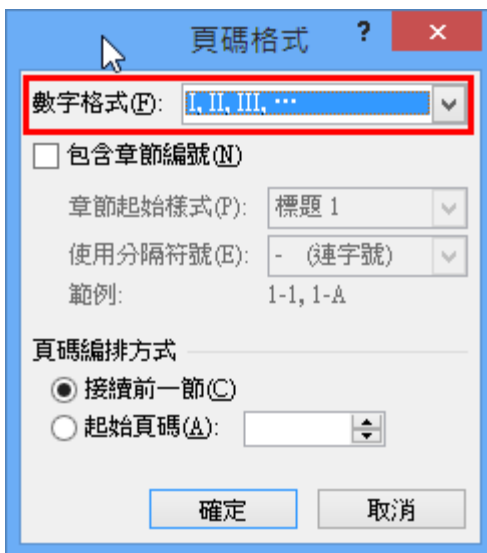 頁碼格式 ? ×
數字格式(F): I, II, III, …
包含章節編號(N)
章節起始樣式(P): 標題 1
使用分隔符號(E): - (連字號)
範例: 1-1, 1-A
頁碼編排方式
接續前一節(C)
起始頁碼(A):
確定 取消